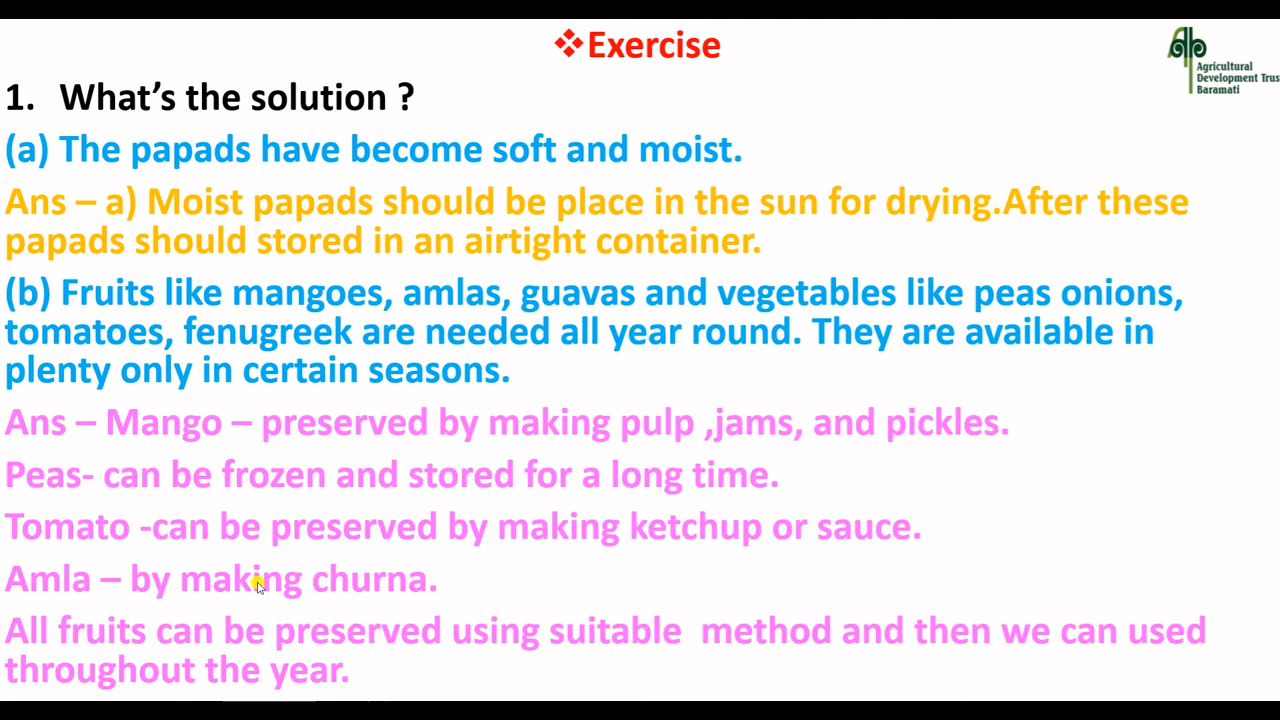 ❖Exercise
Agricultural
Development Trus
Baramati
1. What's the solution ?
(a) The papads have become soft and moist.
Ans – a) Moist papads should be place in the sun for drying.After these
papads should stored in an airtight container.
(b) Fruits like mangoes, amlas, guavas and vegetables like peas onions,
tomatoes, fenugreek are needed all year round. They are available in
plenty only in certain seasons.
Ans – Mango – preserved by making pulp ,jams, and pickles.
Peas- can be frozen and stored for a long time.
Tomato -can be preserved by making ketchup or sauce.
Amla – by making churna.
All fruits can be preserved using suitable  method and then we can used
throughout the year.